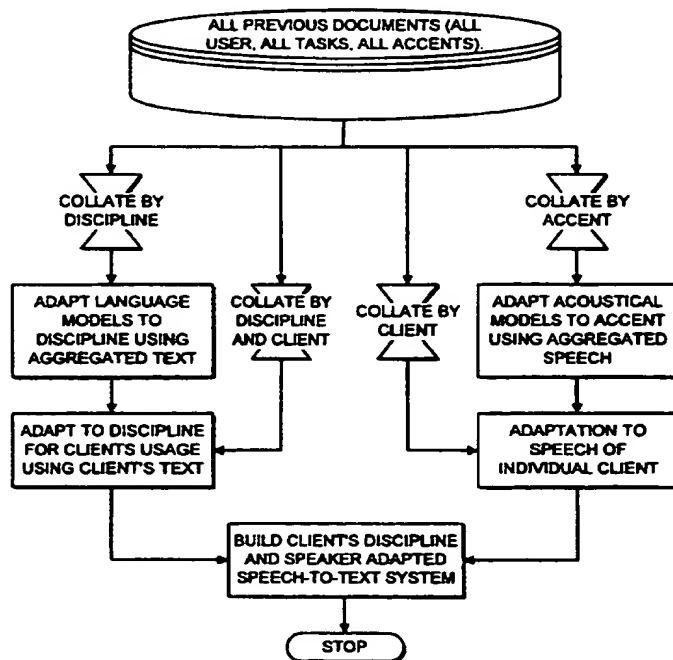 ALL PREVIOUS DOCUMENTS (ALL
USER, ALL TASKS, ALL ACCENTS).
COLLATE BY
DISCIPLINE
COLLATE BY
ACCENT
ADAPT LANGUAGE
MODELS TO
DISCIPLINE USING
AGGREGATED TEXT
COLLATE BY
DISCIPLINE
AND CLIENT
COLLATE BY
CLIENT
ADAPT ACOUSTICAL
MODELS TO ACCENT
USING AGGREGATED
SPEECH
ADAPT TO DISCIPLINE
FOR CLIENTS USAGE
USING CLIENT'S TEXT
ADAPTATION TO
SPEECH OF
INDIVIDUAL CLIENT
BUILD CLIENT'S DISCIPLINE
AND SPEAKER ADAPTED
SPEECH-TO-TEXT SYSTEM
STOP